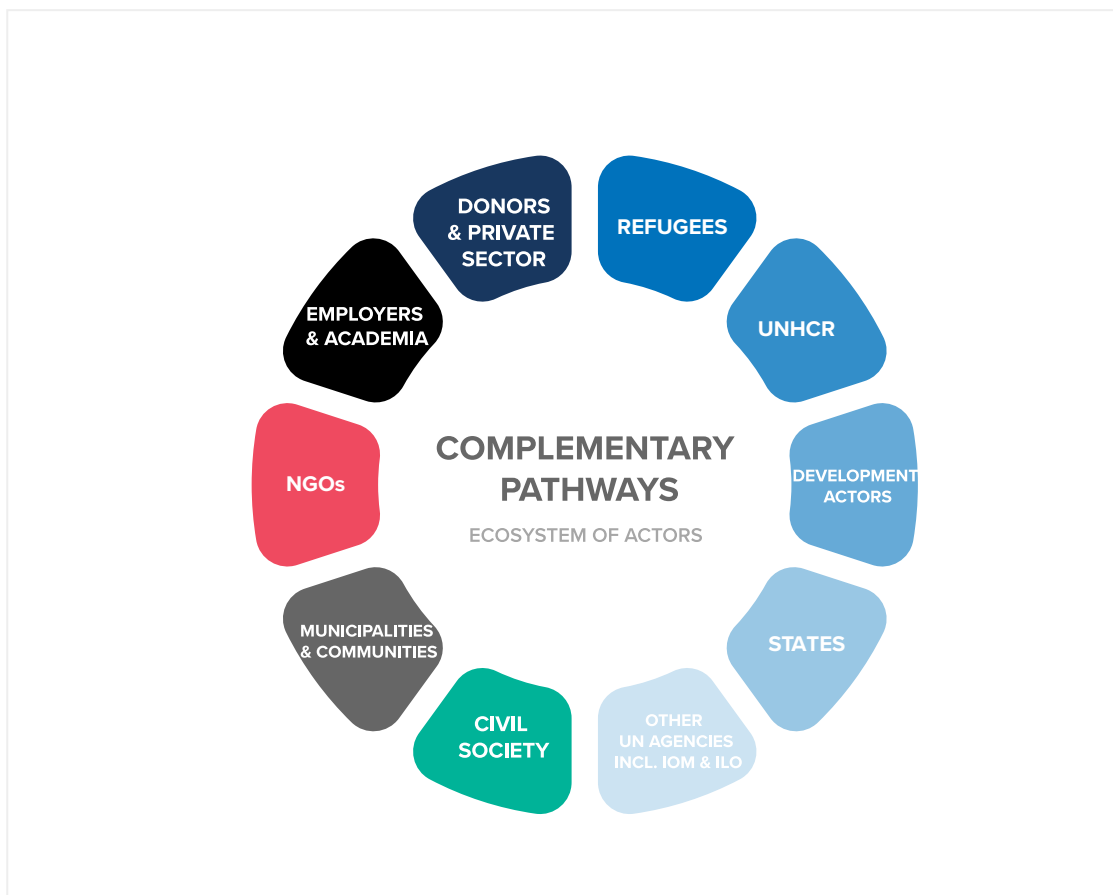 DONORS
& PRIVATE
SECTOR
REFUGEES
EMPLOYERS
& ACADEMIA
UNHCR
COMPLEMENTARY
PATHWAYS
ECOSYSTEM OF ACTORS
NGOs
DEVELOPMENT
ACTORS
MUNICIPALITIES
& COMMUNITIES
STATES
CIVIL
SOCIETY
OTHER
UN AGENCIES
INCL. IOM & ILO